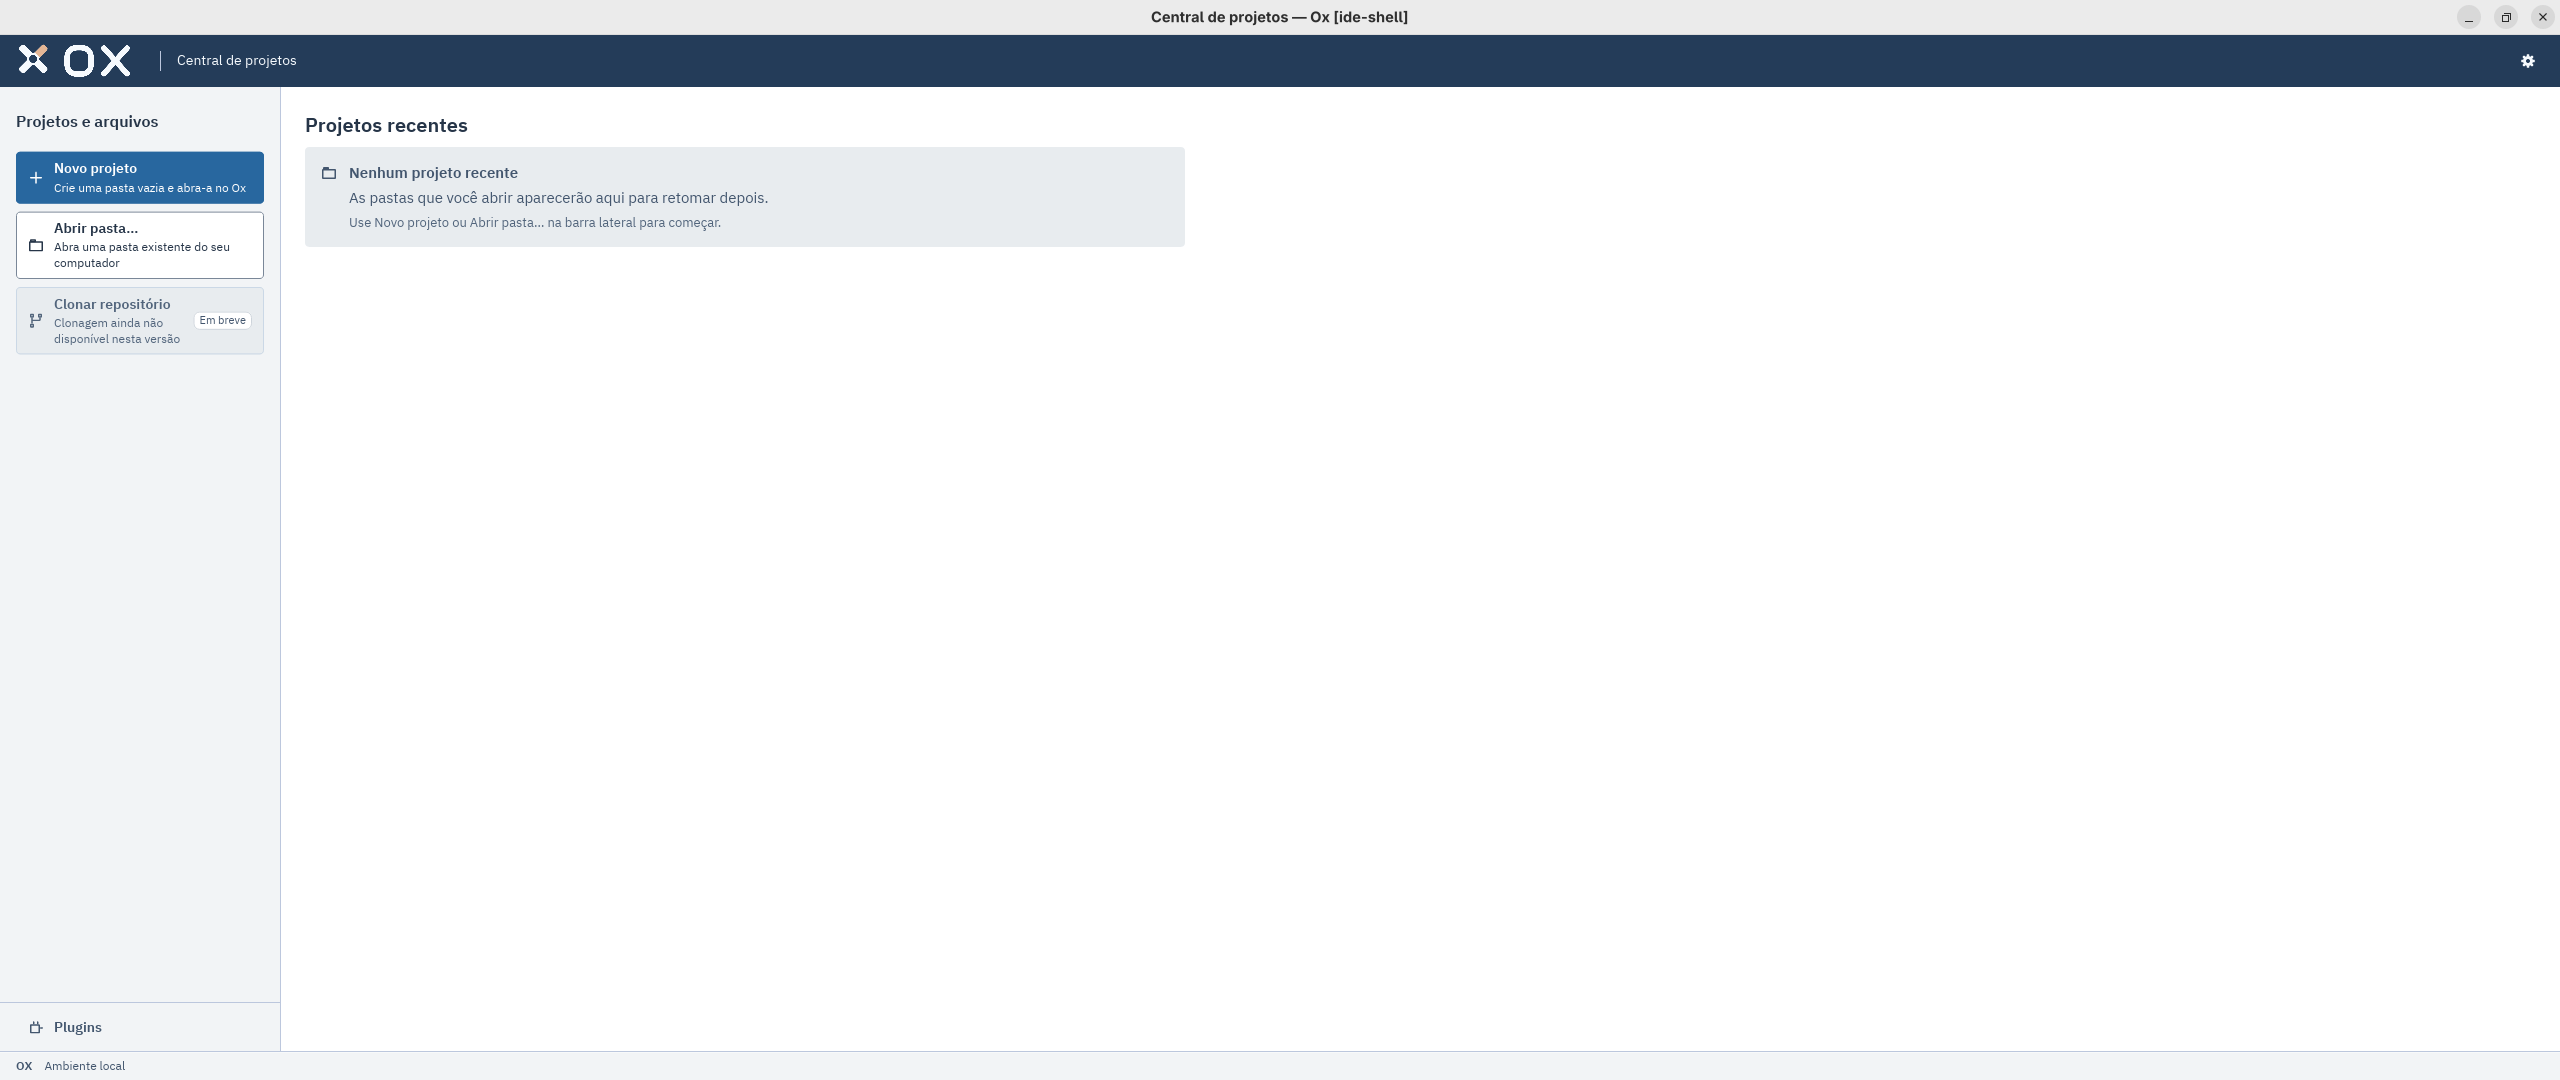 Central de projetos — Ox [ide-shell]
OX
Central de projetos
Projetos e arquivos
Novo projeto
Crie uma pasta vazia e abra-a no Ox
Abrir pasta...
Abra uma pasta existente do seu
computador
Clonar repositório
Clonagem ainda não
disponível nesta versão
Em breve
Projetos recentes
Nenhum projeto recente
As pastas que você abrir aparecerão aqui para retomar depois.
Use Novo projeto ou Abrir pasta... na barra lateral para começar.
Plugins
OX Ambiente local